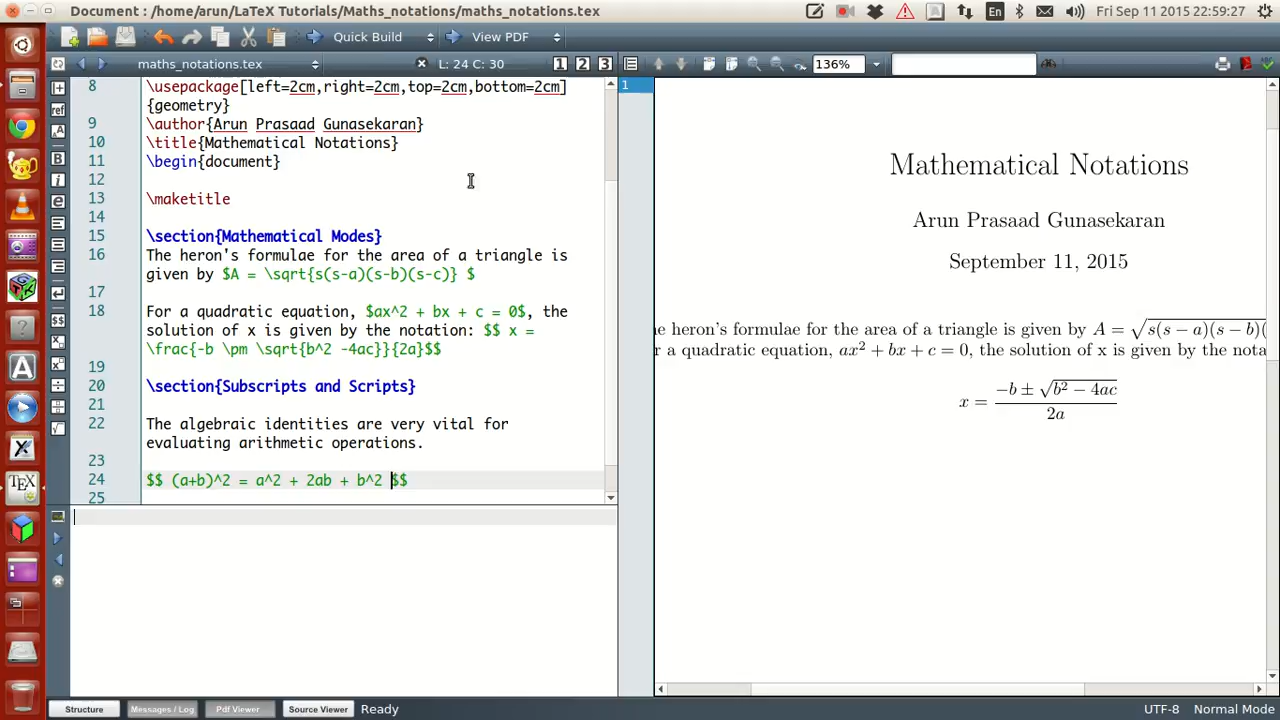 Document : /home/arun/LaTeX Tutorials/Maths_notations/maths_notations.tex
En
Fri Sep 11 2015 22:59:27
Quick Build
View PDF
maths_notations.tex
L: 24 C: 30
1 2 3
136%
8 \usepackage[left=2cm,right=2cm,top=2cm,bottom=2cm]
{geometry}
9 \author{Arun Prasaad Gunasekaran}
10 \title{Mathematical Notations}
11 \begin{document}
12
13 \maketitle
14
15 \section{Mathematical Modes}
16 The heron's formulae for the area of a triangle is
given by $A = \sqrt{s(s-a)(s-b)(s-c)} $
17
18 For a quadratic equation, $ax^2 + bx + c = 0$, the
solution of x is given by the notation: $$ x =
\frac{-b \pm \sqrt{b^2 -4ac}}{2a}$$
19
20 \section{Subscripts and Scripts}
21
22 The algebraic identities are very vital for
evaluating arithmetic operations.
23
24 $$ (a+b)^2 = a^2 + 2ab + b^2 $$
25
ref
1
Mathematical Notations
Arun Prasaad Gunasekaran
September 11, 2015
e heron's formulae for the area of a triangle is given by A = √s(s − a)(s − b)(
r a quadratic equation, ax² + bx + c = 0, the solution of x is given by the nota
x = −b ± √b² − 4ac
2a
Structure
Messages / Log
Pdf Viewer
Source Viewer
Ready
UTF-8
Normal Mode